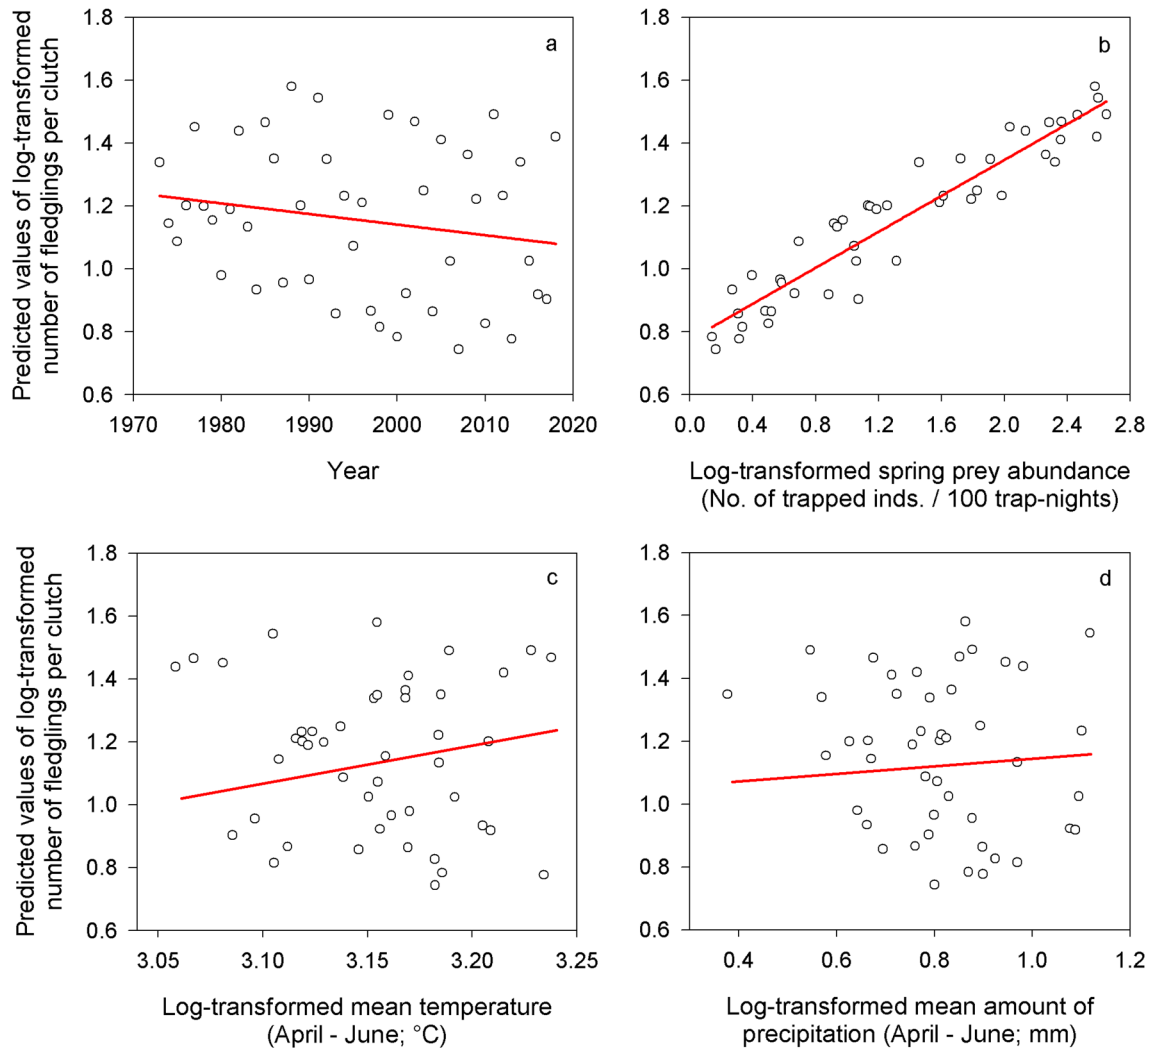 Predicted values of log-transformed
number of fledglings per clutch
1.8
1.6
1.4
1.2
1.0
0.8
0.6
a
1970 1980 1990 2000 2010 2020
Year
1.8
1.6
1.4
1.2
1.0
0.8
0.6
b
0.0 0.4 0.8 1.2 1.6 2.0 2.4 2.8
Log-transformed spring prey abundance
(No. of trapped inds. / 100 trap-nights)
Predicted values of log-transformed
number of fledglings per clutch
1.8
1.6
1.4
1.2
1.0
0.8
0.6
c
3.05 3.10 3.15 3.20 3.25
Log-transformed mean temperature
(April - June; °C)
1.8
1.6
1.4
1.2
1.0
0.8
0.6
d
0.4 0.6 0.8 1.0 1.2
Log-transformed mean amount of
precipitation (April - June; mm)